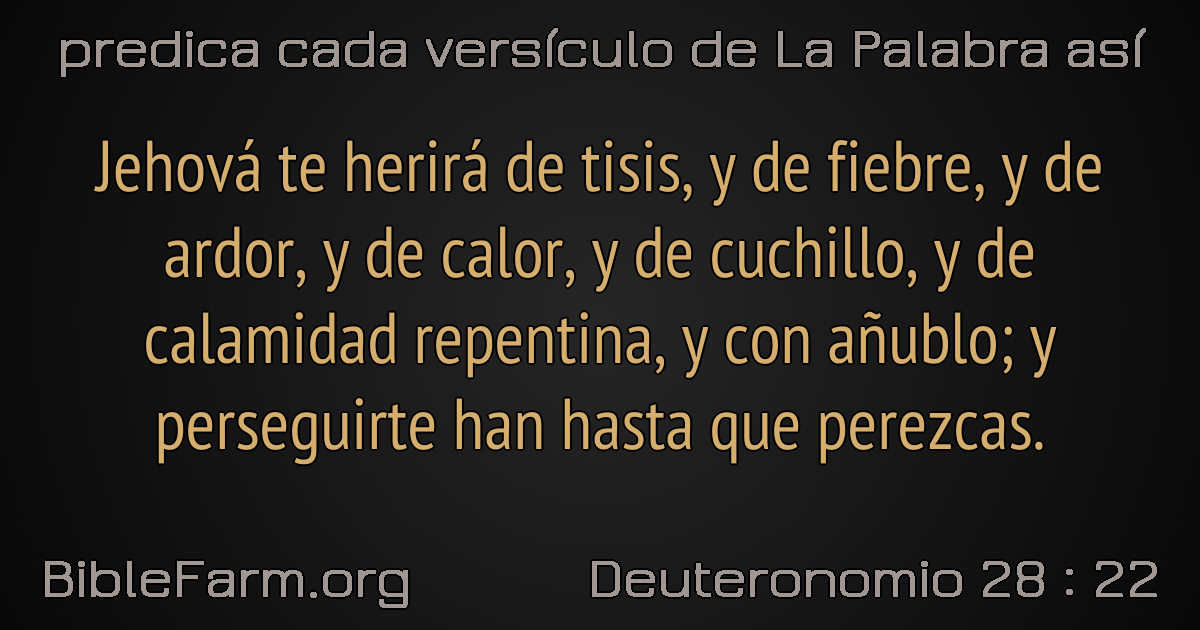 predica cada versículo de La Palabra así
Jehová te herirá de tisis, y de fiebre, y de
ardor, y de calor, y de cuchillo, y de
calamidad repentina, y con añublo; y
perseguirte han hasta que perezcas.
BibleFarm.org
Deuteronomio 28 : 22